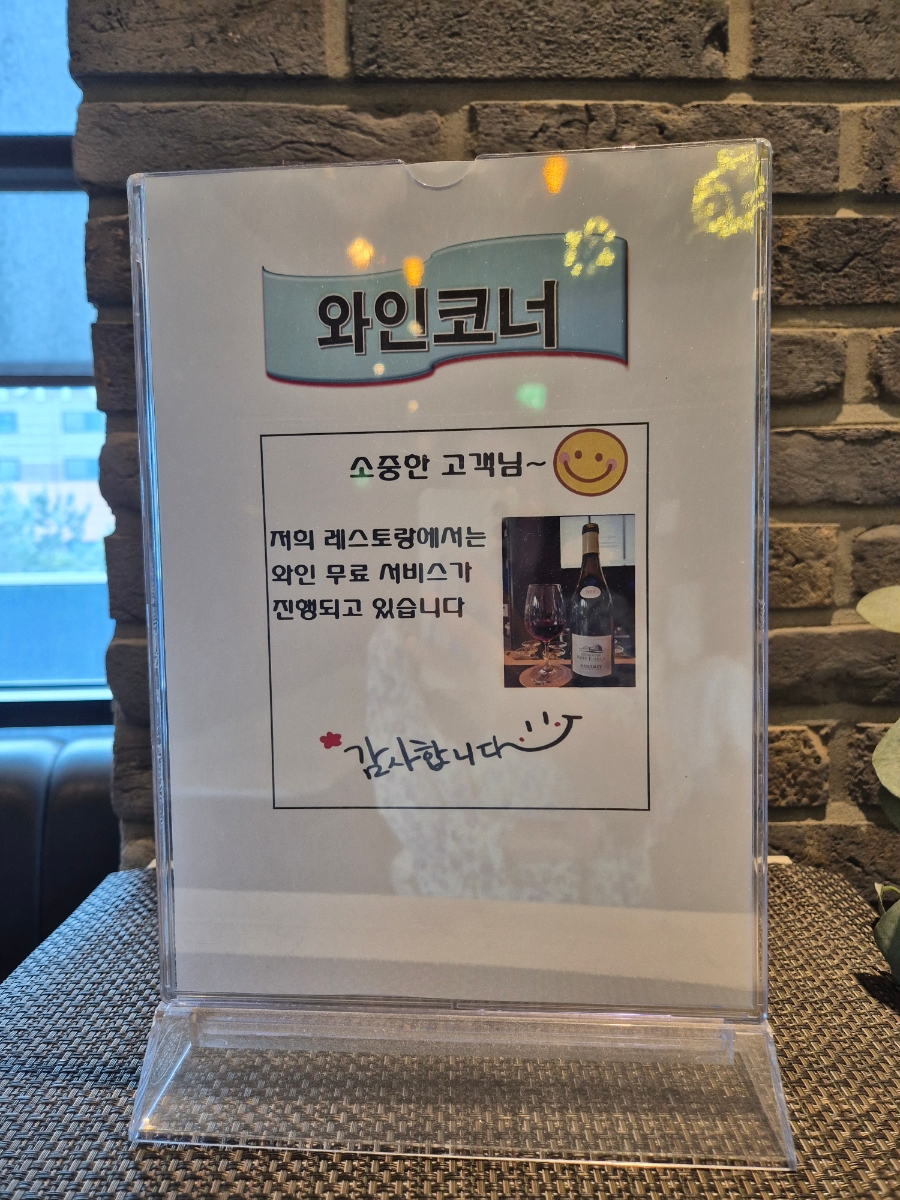 와인코너
소중한 고객님~
저희 레스토랑에서는
와인 무료 서비스가
진행되고 있습니다
감사합니다